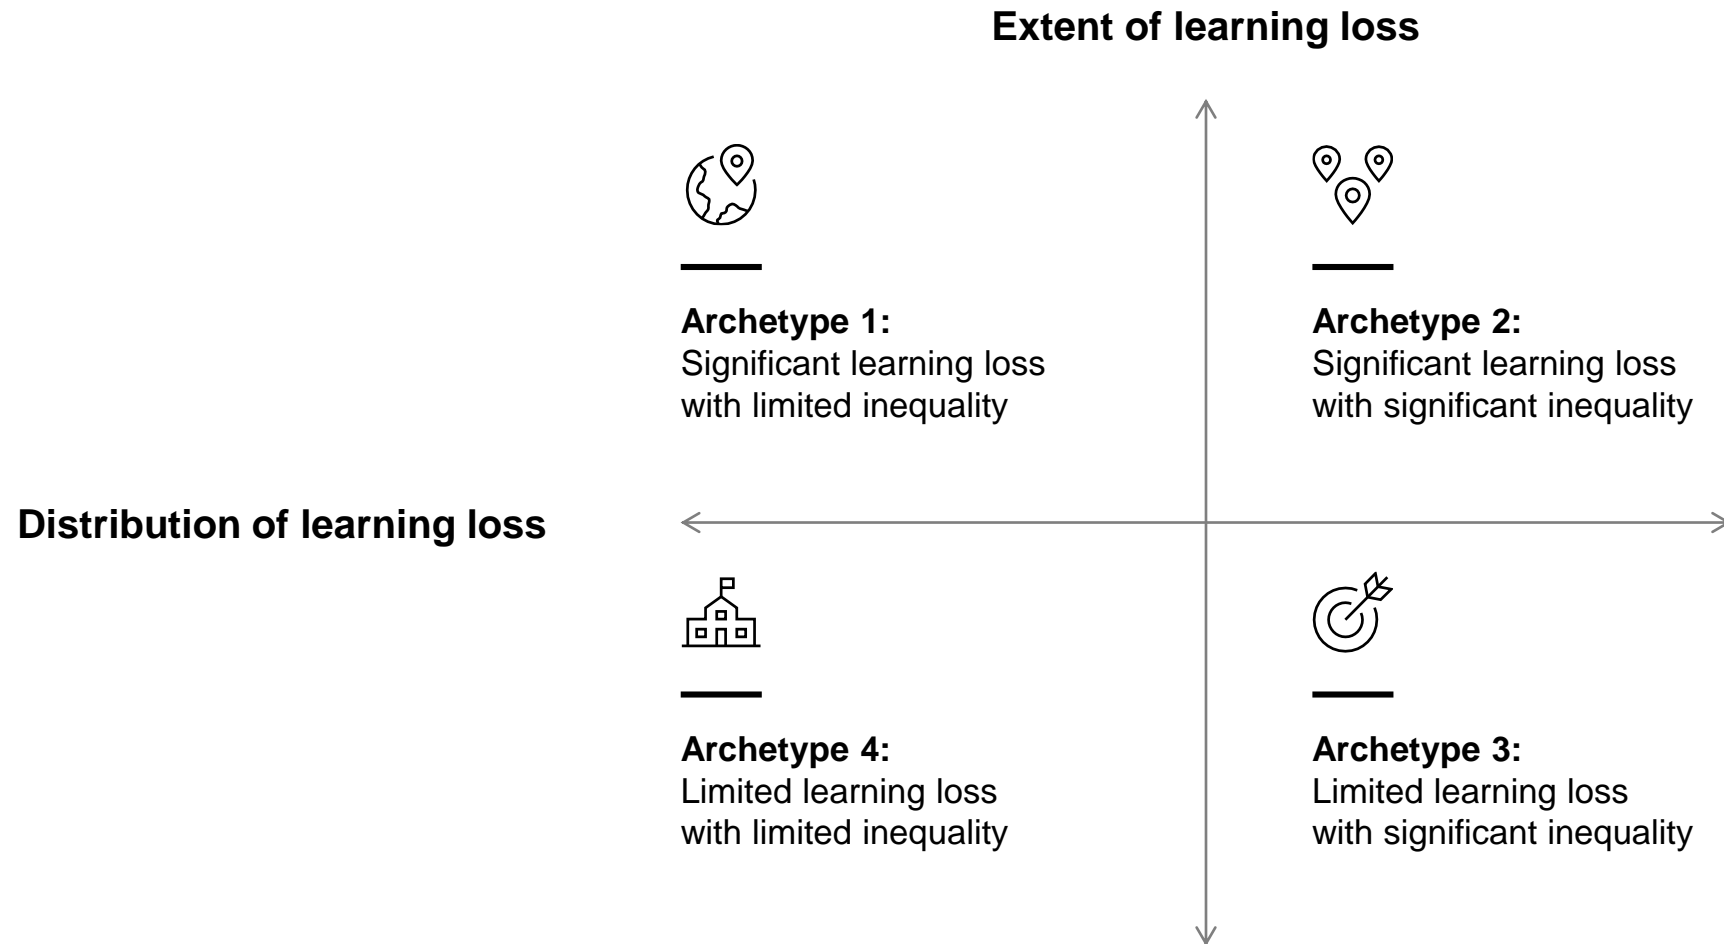 Extent of learning loss
Archetype 1:
Significant learning loss
with limited inequality
Archetype 2:
Significant learning loss
with significant inequality
Distribution of learning loss
Archetype 4:
Limited learning loss
with limited inequality
Archetype 3:
Limited learning loss
with significant inequality